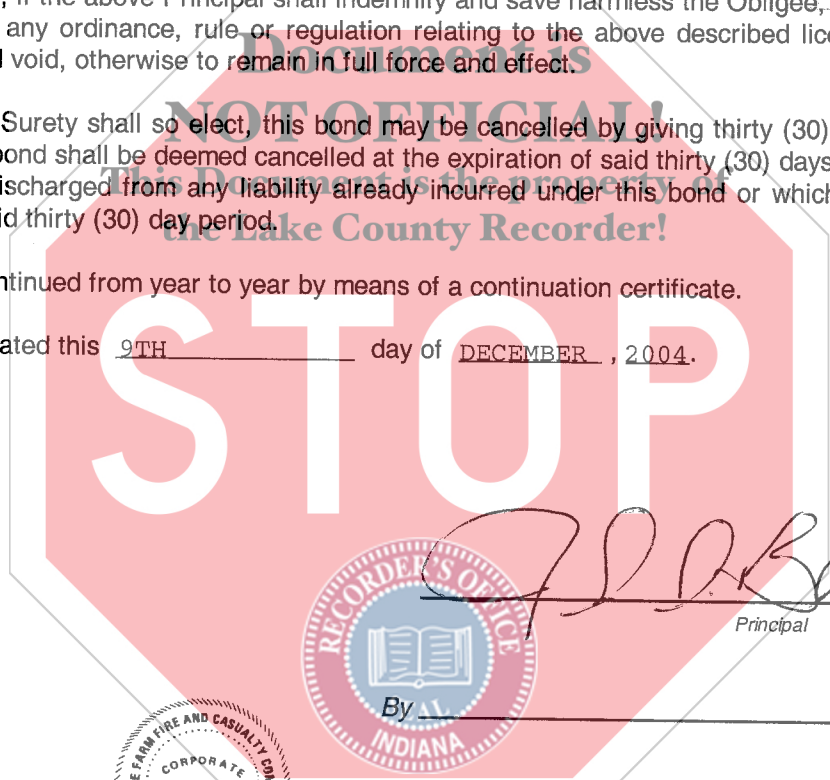 , if the above Principal shall indemnify and save harmless the Obligee,
any ordinance, rule or regulation relating to the above described lice
void, otherwise to remain in full force and effect.
Document is
NOT OFFICIAL!
This Document is the property of
the Lake County Recorder!
Surety shall so elect, this bond may be cancelled by giving thirty (30)
ond shall be deemed cancelled at the expiration of said thirty (30) days
ischarged from any liability already incurred under this bond or which
id thirty (30) day period.
ntinued from year to year by means of a continuation certificate.
STOP
ated this 9TH day of DECEMBER , 2004.
Principal
RECORDER'S OFFICE
SEAL
INDIANA
By
E FARM FIRE AND CASUALTY COM
CORPORATE